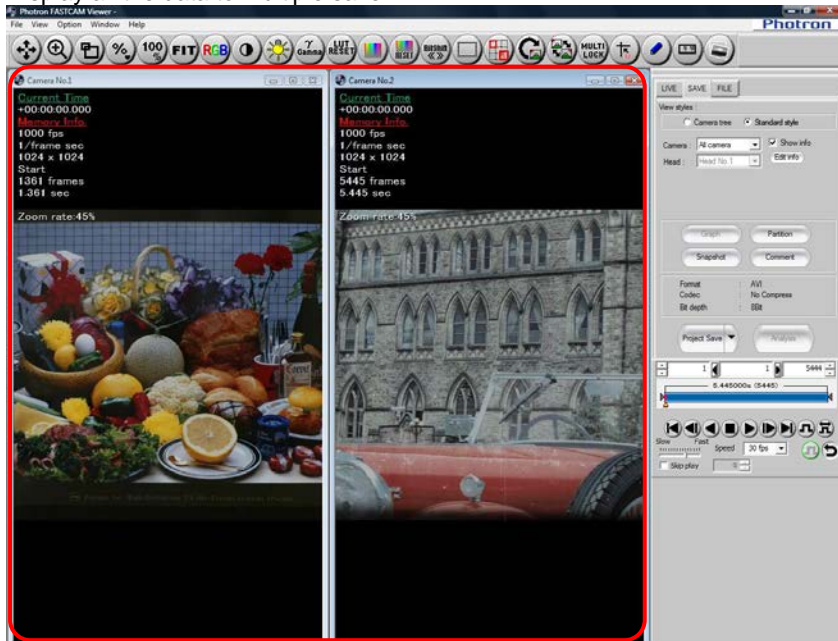 Photron FASTCAM Viewer -
File View Option Window Help
Photron
% 100% FIT RGB Gamma LUT RESET RESET MULTI LOCK
Camera No.1
Current Time
+00:00:00.000
Memory Info.
1000 fps
1/frame sec
1024 x 1024
Start
1361 frames
1.361 sec
Zoom rate:45%
Camera No.2
Current Time
+00:00:00.000
Memory Info.
1000 fps
1/frame sec
1024 x 1024
Start
5445 frames
5.445 sec
Zoom rate:45%
LIVE SAVE FILE
View styles :
Camera tree Standard style
Camera : All camera Show info
Head : Head No.1 Edit info
Graph Partition
Snapshot Comment
Format : AVI
Codec : No Compress
Bit depth : 8Bit
Project Save Analysis
1 1 5444
5.445000s (5445)
Slow Fast Speed 30 fps
Skip play